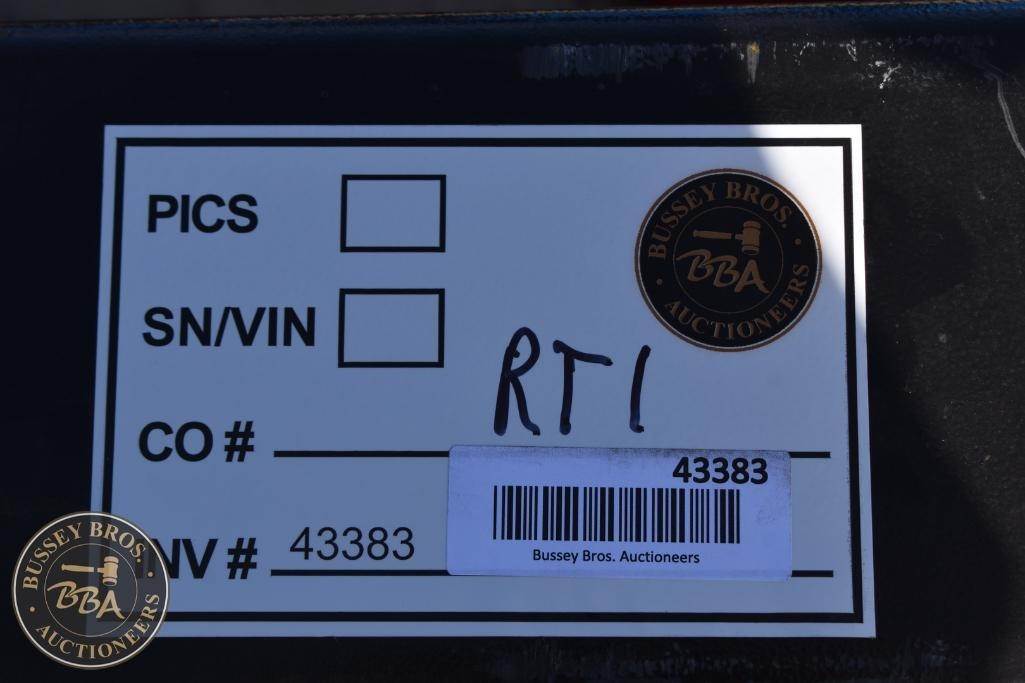 PICS
BUSSEY BROS.
BBA
AUCTIONEERS
SN/VIN
RT1
CO #
43383
Bussey Bros. Auctioneers
NV # 43383
BUSSEY BROS.
BBA
AUCTIONEERS